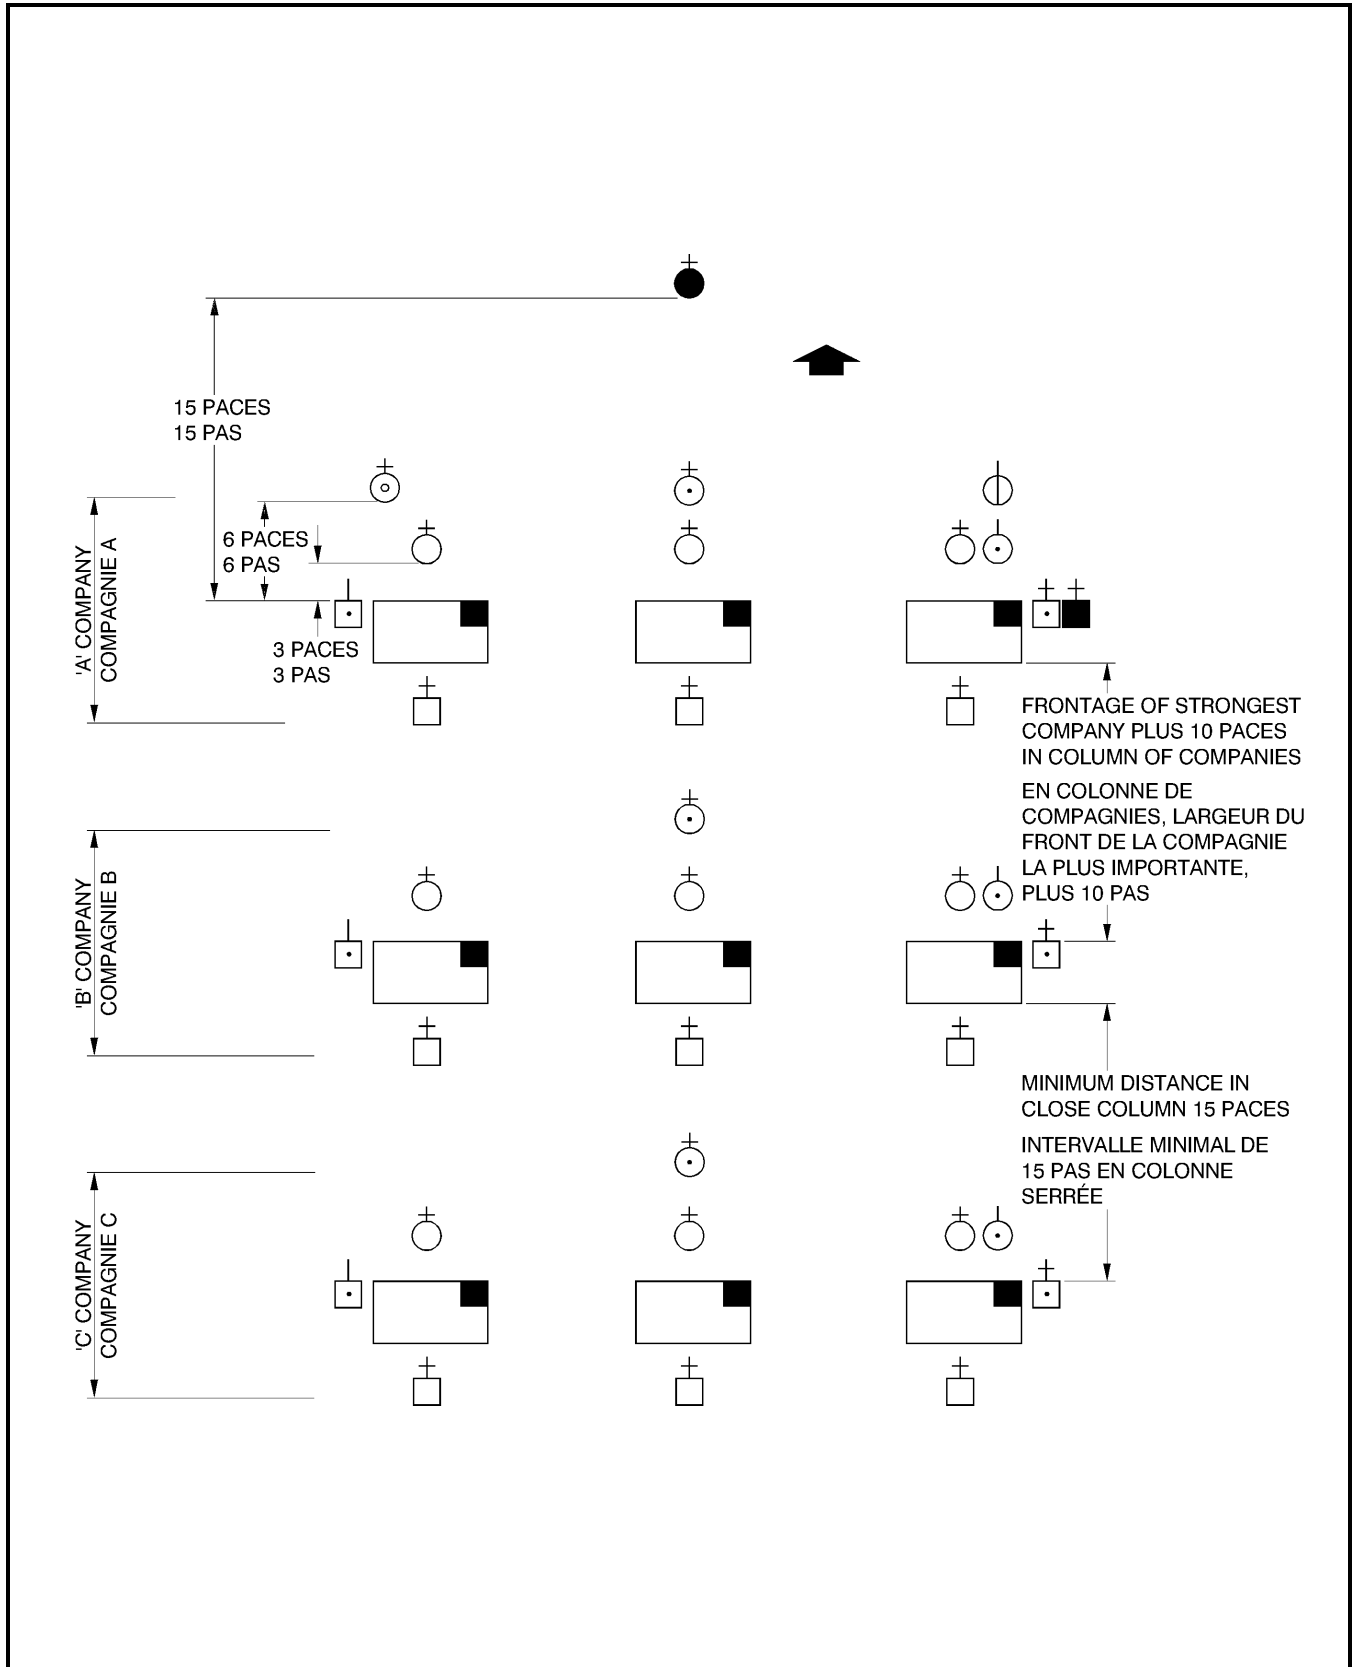 15 PACES
15 PAS
6 PACES
6 PAS
'A' COMPANY
COMPAGNIE A
3 PACES
3 PAS
FRONTAGE OF STRONGEST
COMPANY PLUS 10 PACES
IN COLUMN OF COMPANIES
EN COLONNE DE
COMPAGNIES, LARGEUR DU
FRONT DE LA COMPAGNIE
LA PLUS IMPORTANTE,
PLUS 10 PAS
'B' COMPANY
COMPAGNIE B
MINIMUM DISTANCE IN
CLOSE COLUMN 15 PACES
INTERVALLE MINIMAL DE
15 PAS EN COLONNE
SERRÉE
'C' COMPANY
COMPAGNIE C